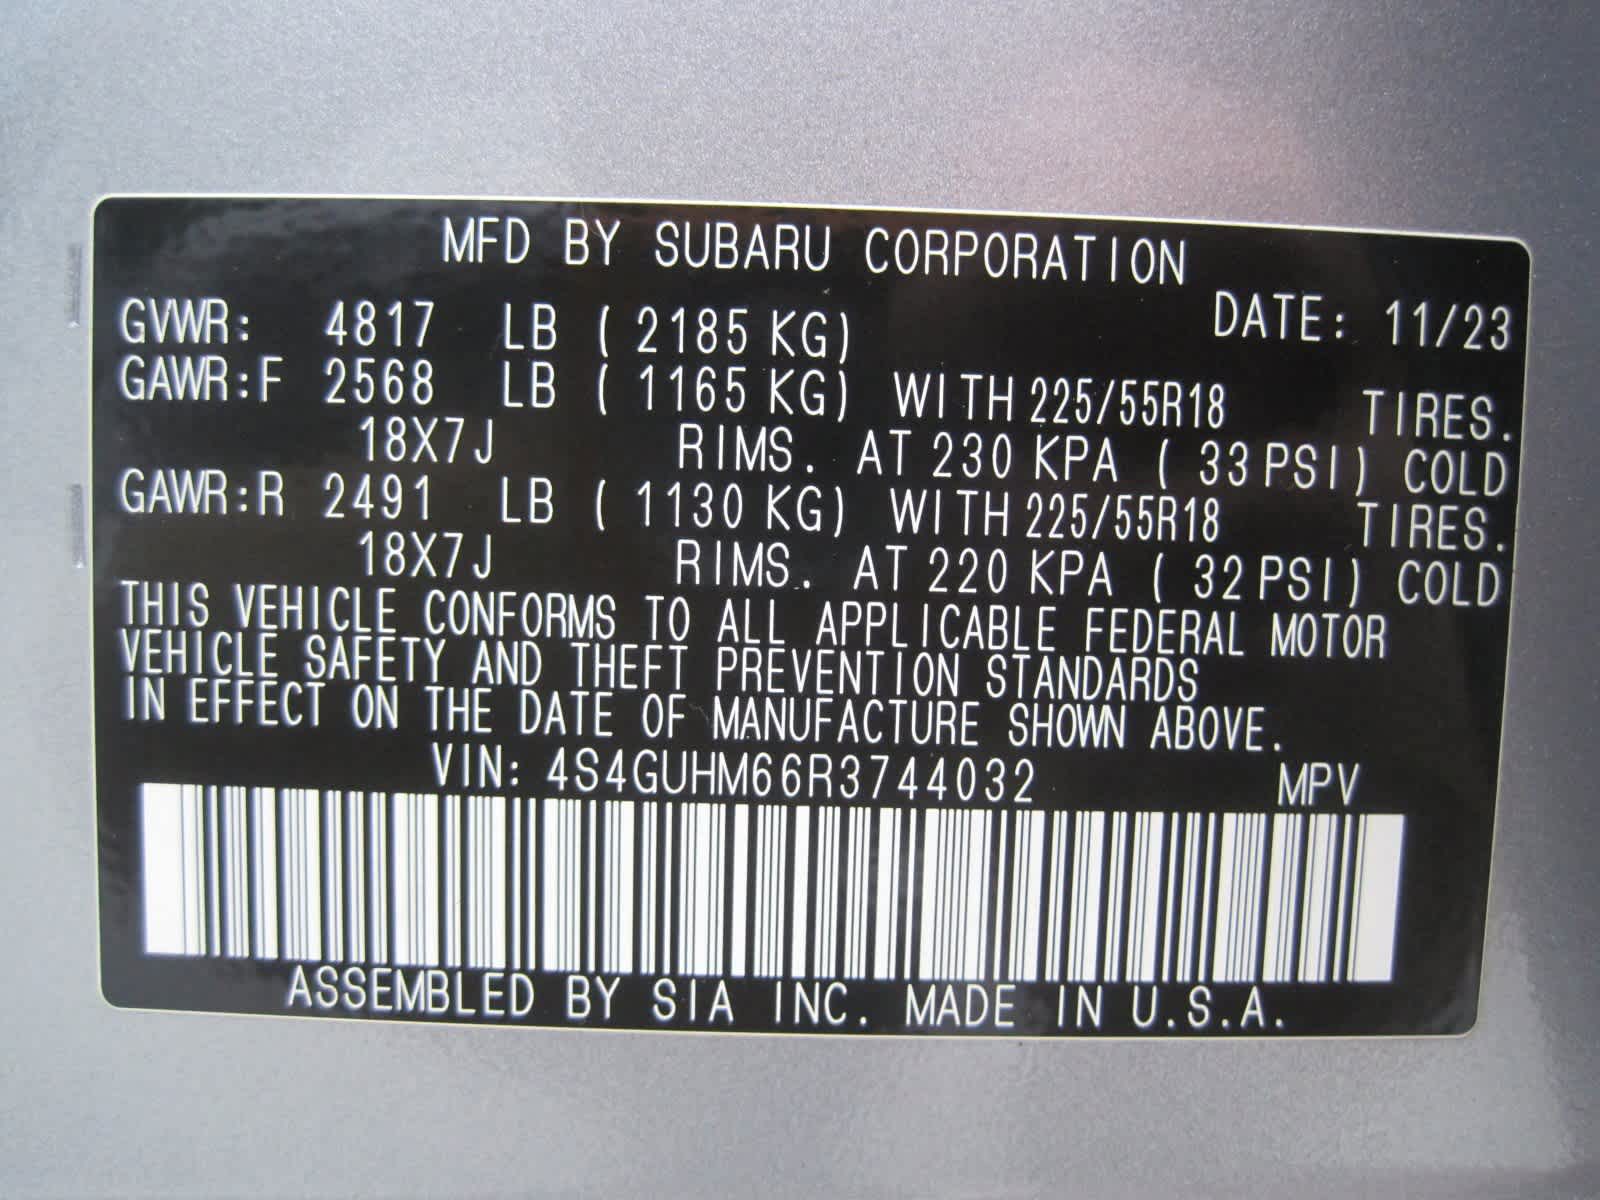 MFD BY SUBARU CORPORATION
GVWR: 4817 LB ( 2185 KG) DATE: 11/23
GAWR:F 2568 LB ( 1165 KG) WITH 225/55R18 TIRES.
18X7J RIMS. AT 230 KPA ( 33 PSI) COLD
GAWR:R 2491 LB ( 1130 KG) WITH 225/55R18 TIRES.
18X7J RIMS. AT 220 KPA ( 32 PSI) COLD
THIS VEHICLE CONFORMS TO ALL APPLICABLE FEDERAL MOTOR
VEHICLE SAFETY AND THEFT PREVENTION STANDARDS
IN EFFECT ON THE DATE OF MANUFACTURE SHOWN ABOVE.
VIN: 4S4GUHM66R3744032 MPV
ASSEMBLED BY SIA INC. MADE IN U.S.A.